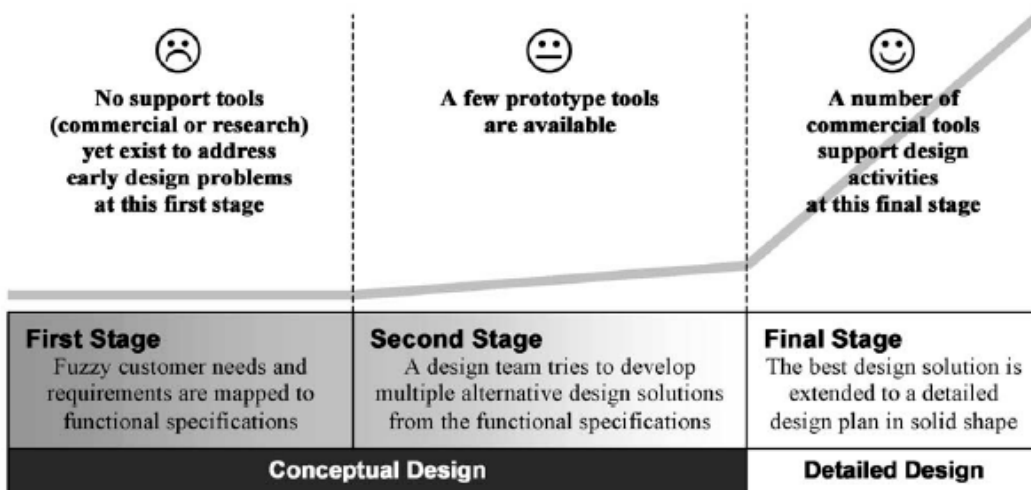 No support tools
(commercial or research)
yet exist to address
early design problems
at this first stage
A few prototype tools
are available
A number of
commercial tools
support design
activities
at this final stage
First Stage
Fuzzy customer needs and
requirements are mapped to
functional specifications
Second Stage
A design team tries to develop
multiple alternative design solutions
from the functional specifications
Final Stage
The best design solution is
extended to a detailed
design plan in solid shape
Conceptual Design
Detailed Design